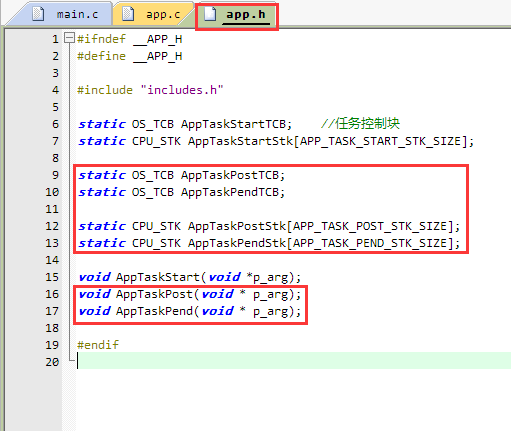 main.c app.c app.h
1 #ifndef __APP_H
2 #define __APP_H
3
4 #include "includes.h"
5
6 static OS_TCB AppTaskStartTCB; //任务控制块
7 static CPU_STK AppTaskStartStk[APP_TASK_START_STK_SIZE];
8
9 static OS_TCB AppTaskPostTCB;
10 static OS_TCB AppTaskPendTCB;
11
12 static CPU_STK AppTaskPostStk[APP_TASK_POST_STK_SIZE];
13 static CPU_STK AppTaskPendStk[APP_TASK_PEND_STK_SIZE];
14
15 void AppTaskStart(void *p_arg);
16 void AppTaskPost(void * p_arg);
17 void AppTaskPend(void * p_arg);
18
19 #endif
20